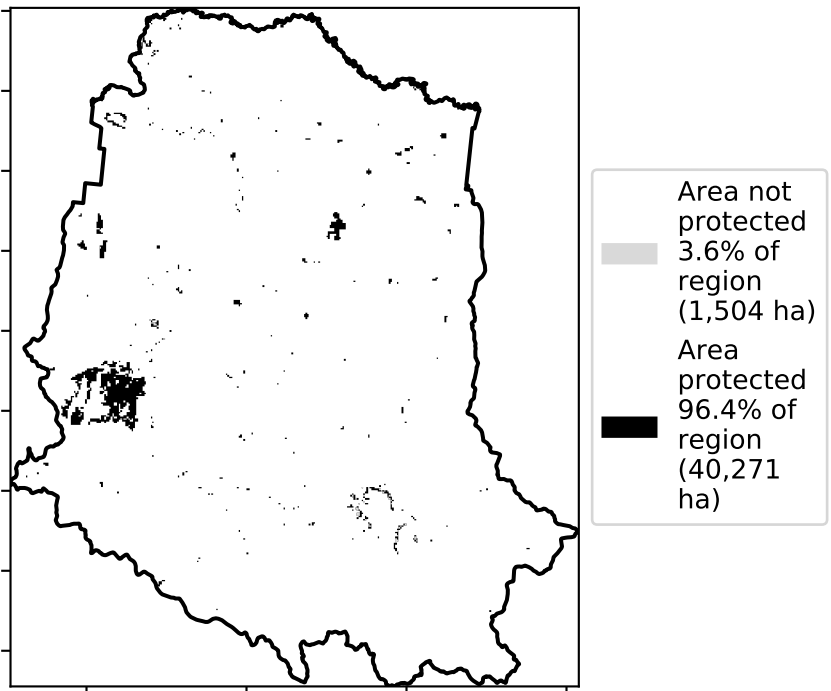 Area not
protected
3.6% of
region
(1,504 ha)
Area
protected
96.4% of
region
(40,271
ha)